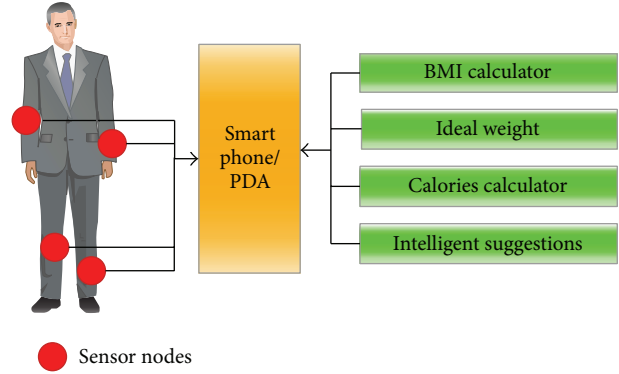 Smart
phone/
PDA
BMI calculator
Ideal weight
Calories calculator
Intelligent suggestions
Sensor nodes